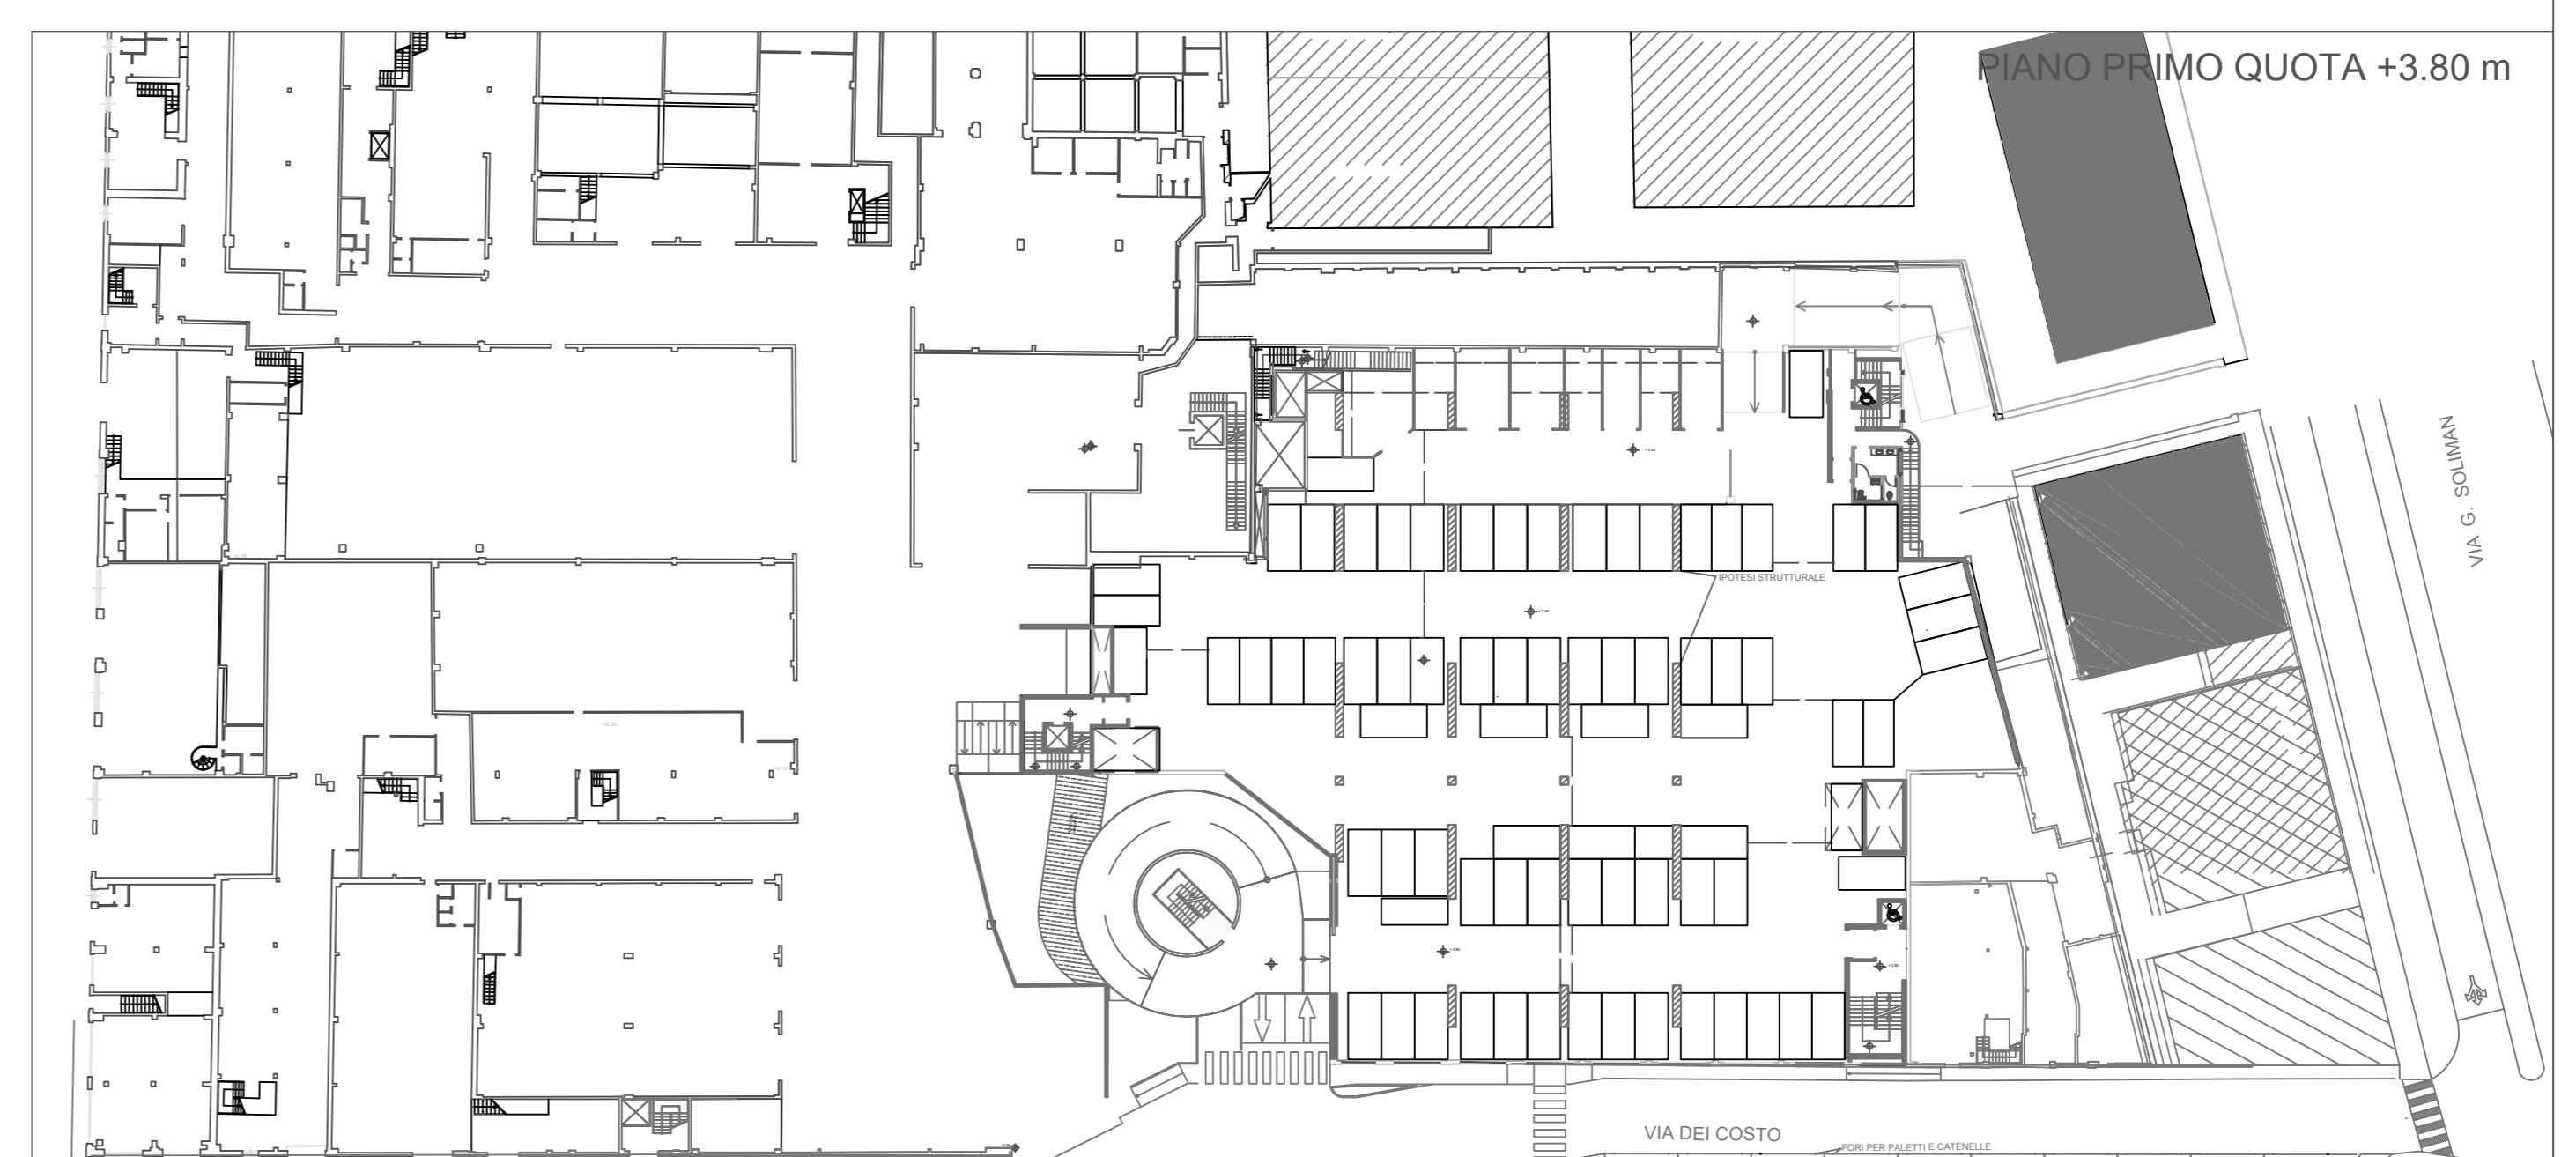 PIANO PRIMO QUOTA +3.80 m
VIA G. SOLIMAN
IPOTESI STRUTTURALE
VIA DEI COSTO
FORI PER PALETTI E CATENELLE